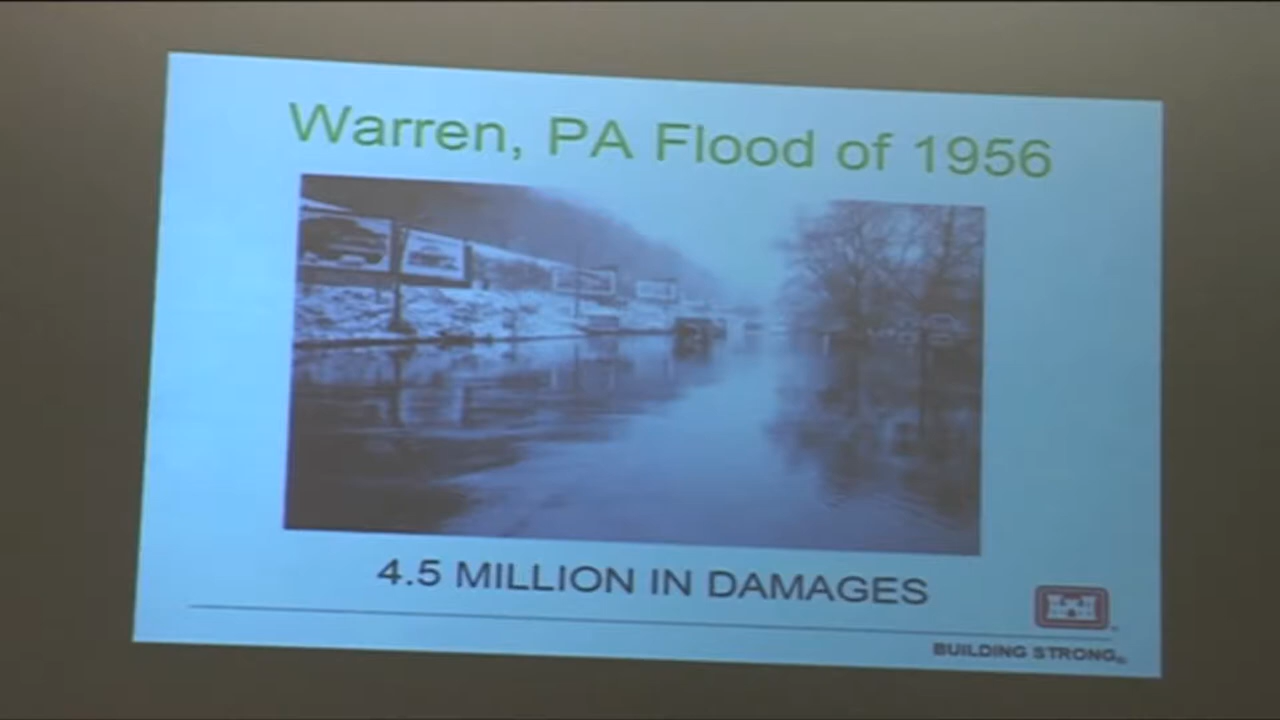 Warren, PA Flood of 1956
4.5 MILLION IN DAMAGES
BUILDING STRONG®